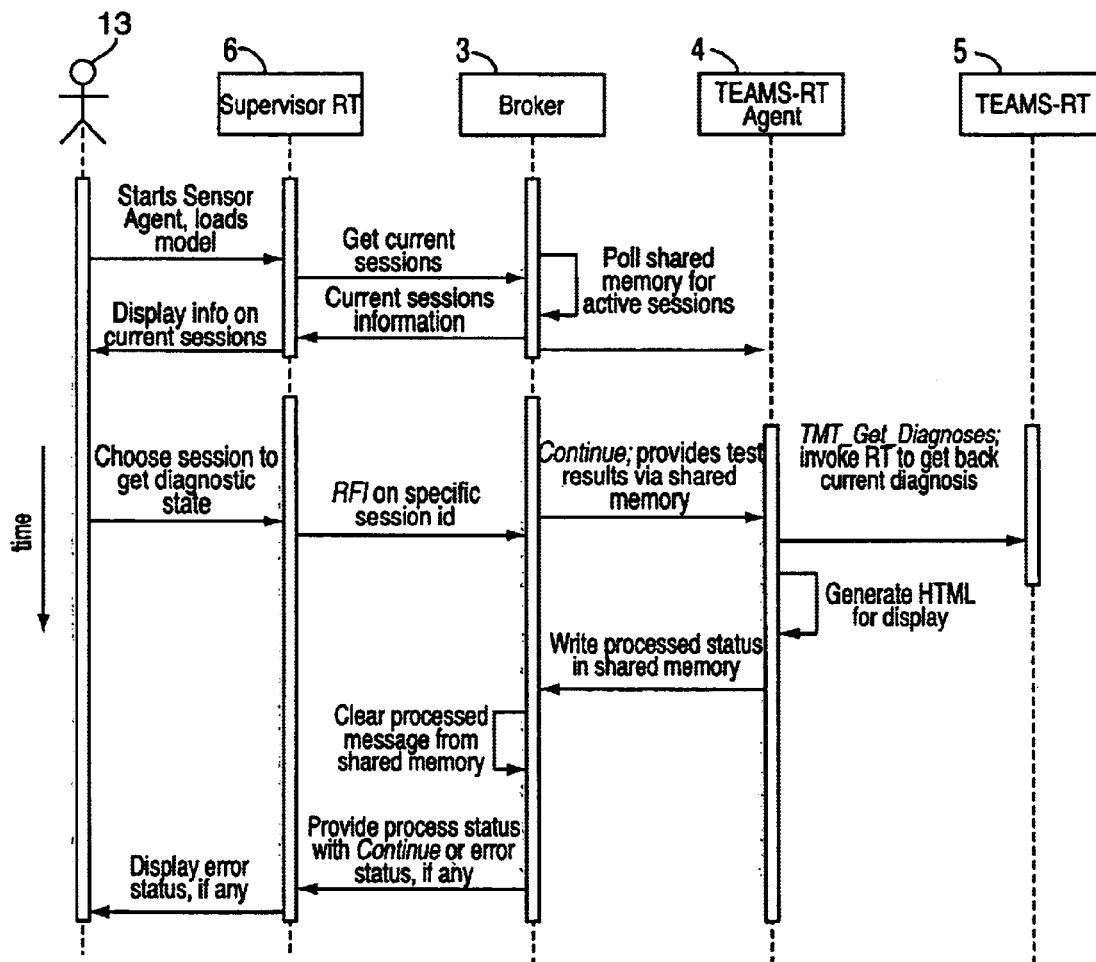 13
6
3
4
5
Supervisor RT
Broker
TEAMS-RT
Agent
TEAMS-RT
Starts Sensor
Agent, loads
model
Get current
sessions
Poll shared
memory for
active sessions
Current sessions
information
Display info on
current sessions
time
Choose session to
get diagnostic
state
RFI on specific
session id
Continue; provides test
results via shared
memory
TMT_Get_Diagnoses;
invoke RT to get back
current diagnosis
Generate HTML
for display
Write processed status
in shared memory
Clear processed
message from
shared memory
Provide process status
with Continue or error
status, if any
Display error
status, if any